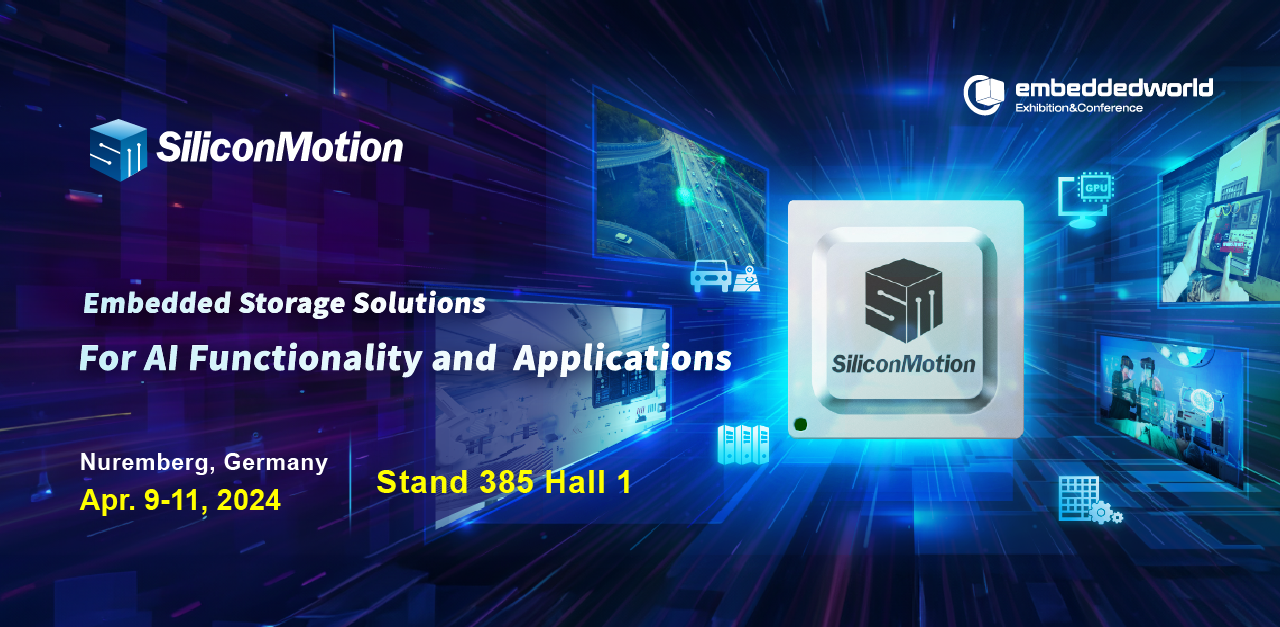 SiliconMotion
embeddedworld
Exhibition&Conference
GPU
Embedded Storage Solutions
For AI Functionality and Applications
SM
SiliconMotion
Nuremberg, Germany
Apr. 9-11, 2024
Stand 385 Hall 1